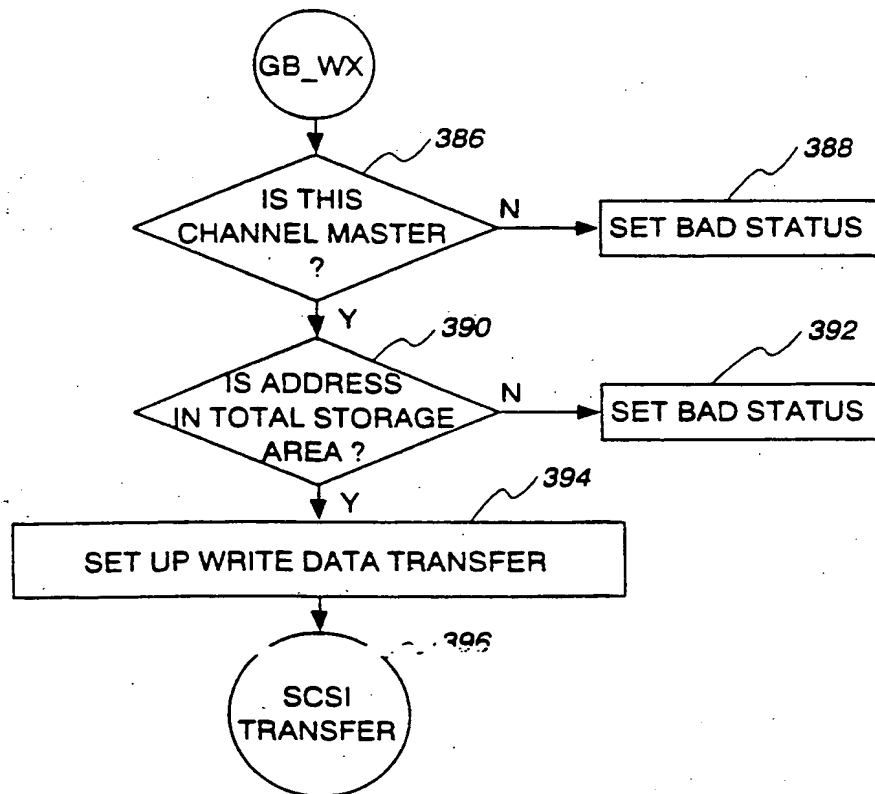 GB_WX
386
IS THIS
CHANNEL MASTER
?
N
388
SET BAD STATUS
Y
390
IS ADDRESS
IN TOTAL STORAGE
AREA ?
N
392
SET BAD STATUS
Y
394
SET UP WRITE DATA TRANSFER
396
SCSI
TRANSFER